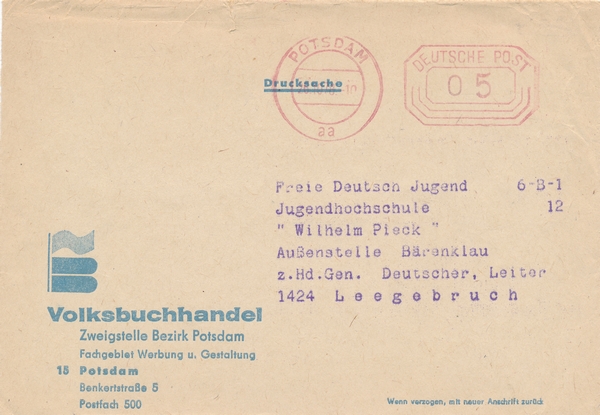 POTSDAM
aa
DEUTSCHE POST
05
Drucksache
Freie Deutsch Jugend 6-B-1
Jugendhochschule 12
" Wilhelm Pieck "
Außenstelle Bärenklau
z.Hd.Gen. Deutscher, Leiter
1424 Leegebruch
Volksbuchhandel
Zweigstelle Bezirk Potsdam
Fachgebiet Werbung u. Gestaltung
15 Potsdam
Benkertstraße 5
Postfach 500
Wenn verzogen, mit neuer Anschrift zurück